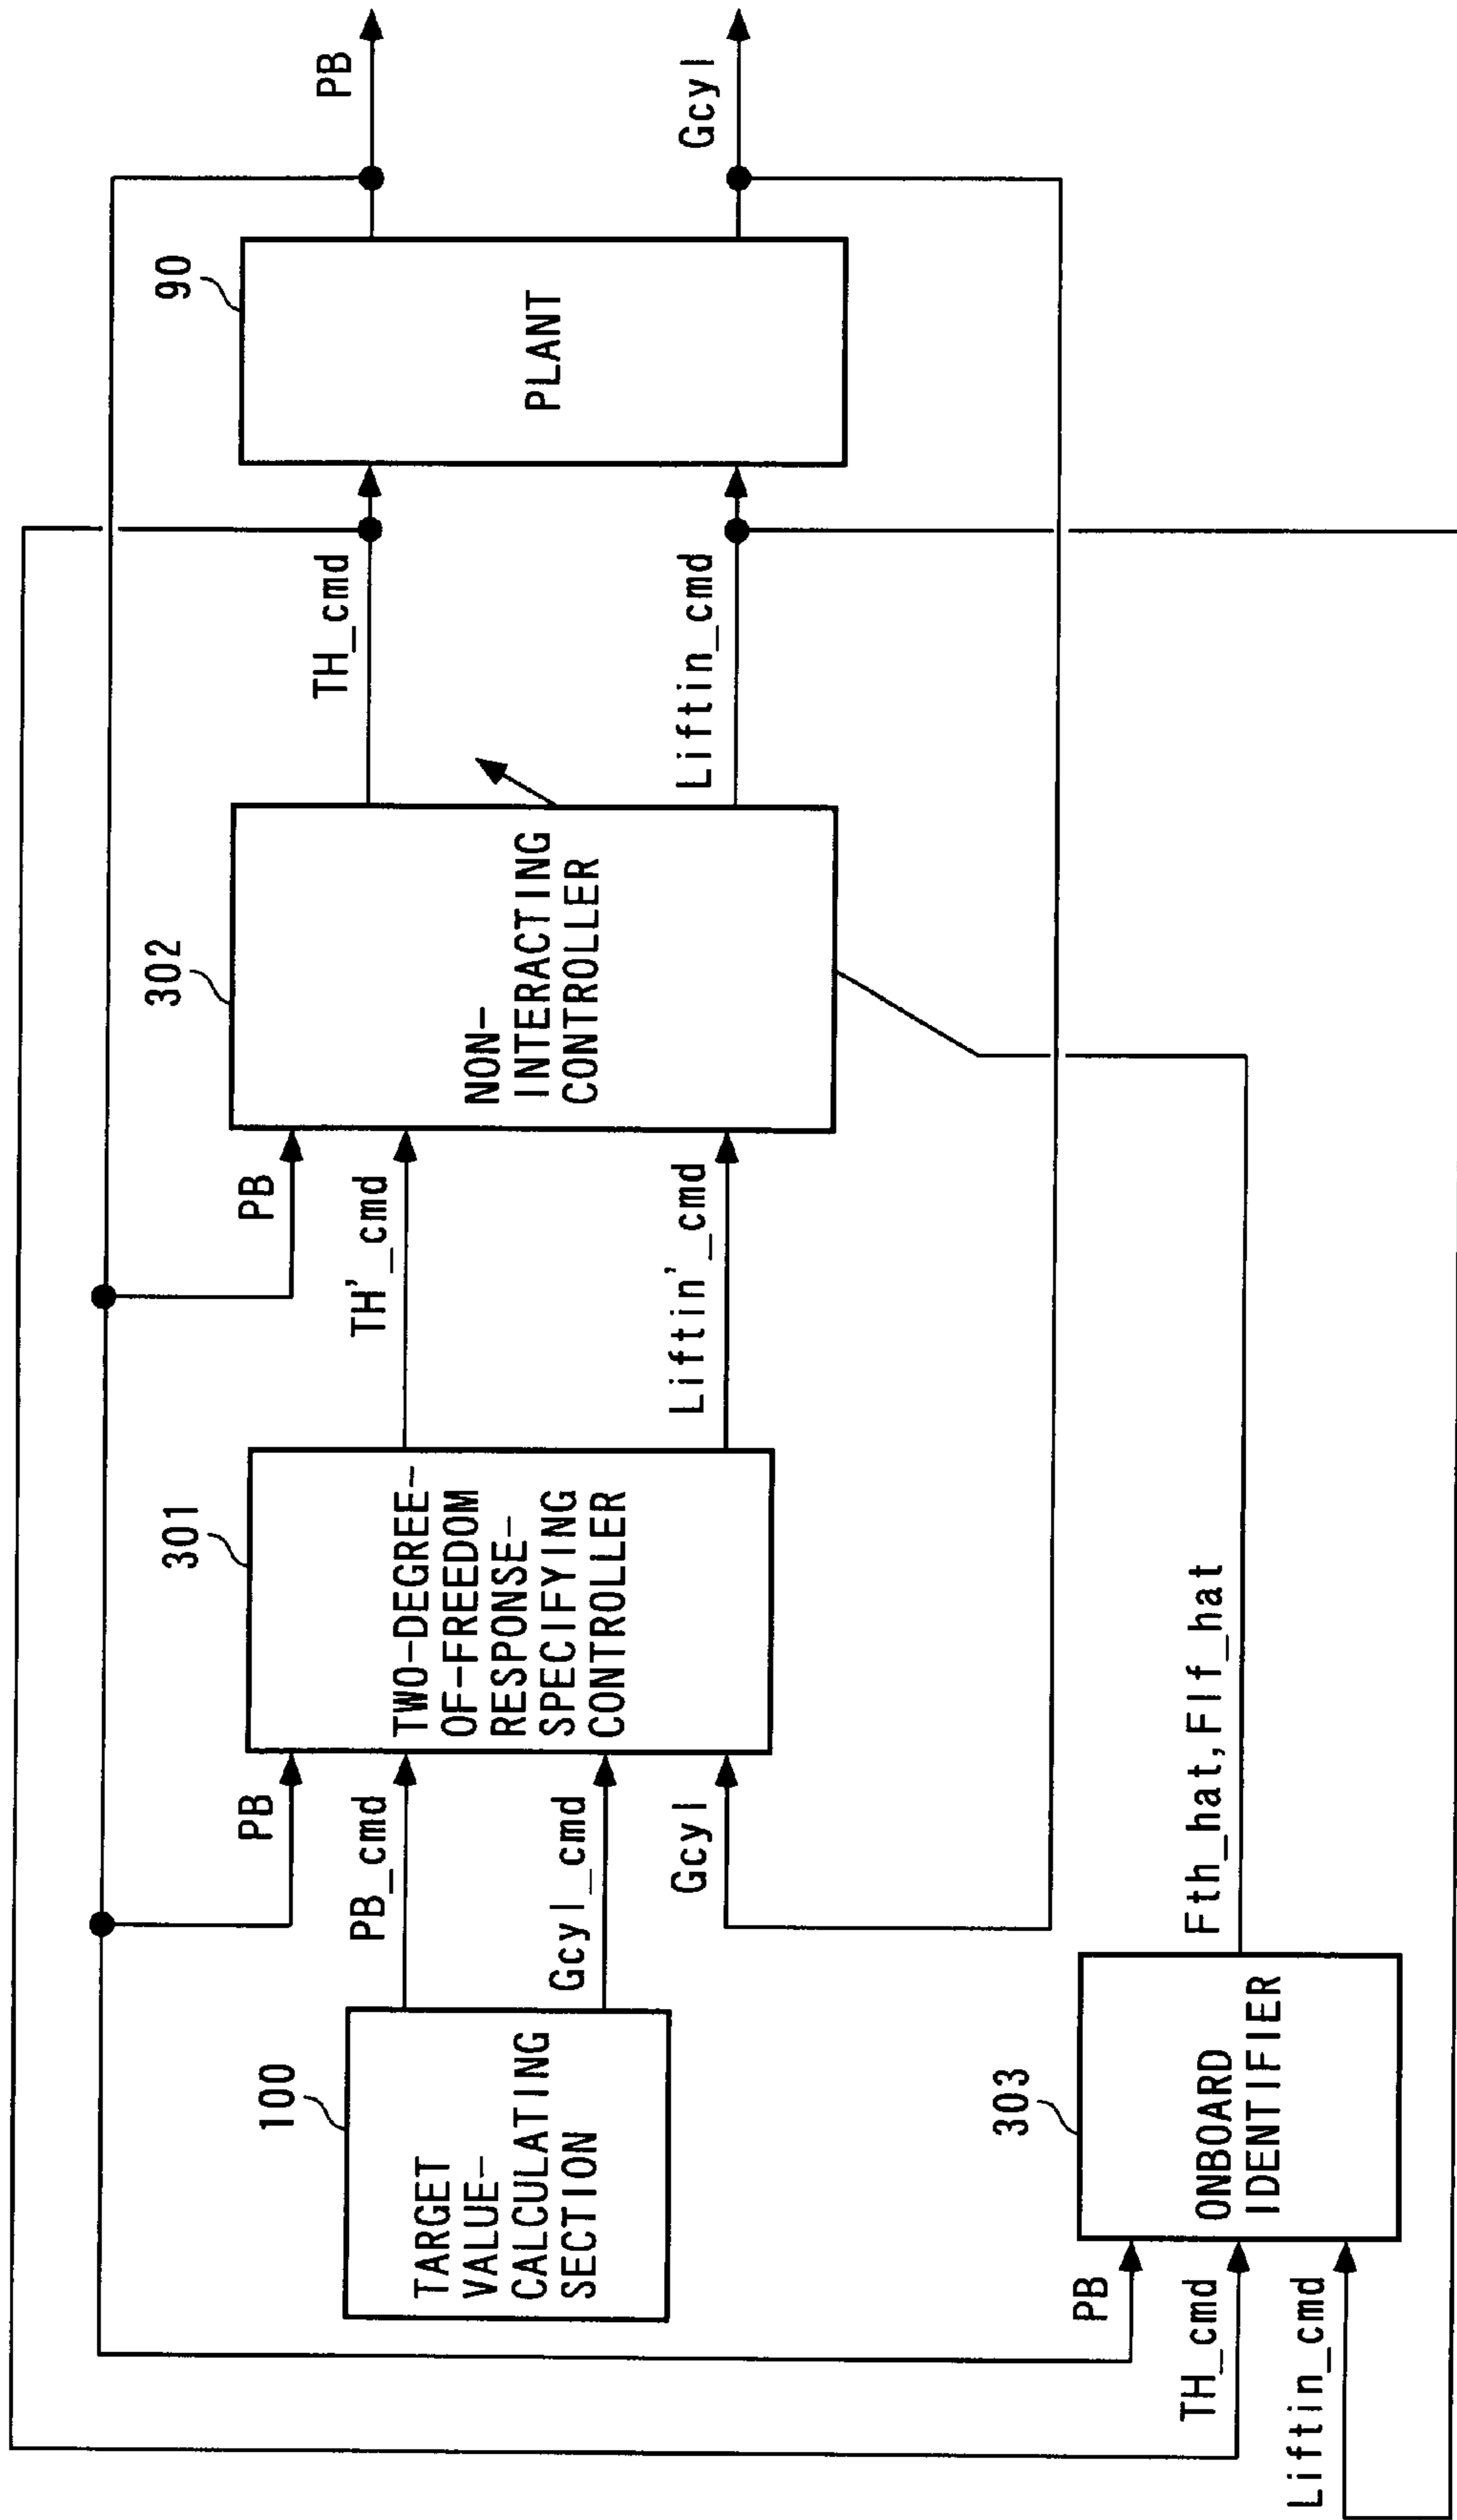 PB
Gcyl
90
PLANT
TH_cmd
Liftin_cmd
302
NON-
INTERACTING
CONTROLLER
PB
TH'_cmd
Liftin'_cmd
301
TWO-DEGREE-
OF-FREEDOM
RESPONSE-
SPECIFYING
CONTROLLER
PB
PB_cmd
Gcyl_cmd
Gcyl
100
TARGET
VALUE-
CALCULATING
SECTION
Fth_hat,Flf_hat
303
ONBOARD
IDENTIFIER
PB
TH_cmd
Liftin_cmd